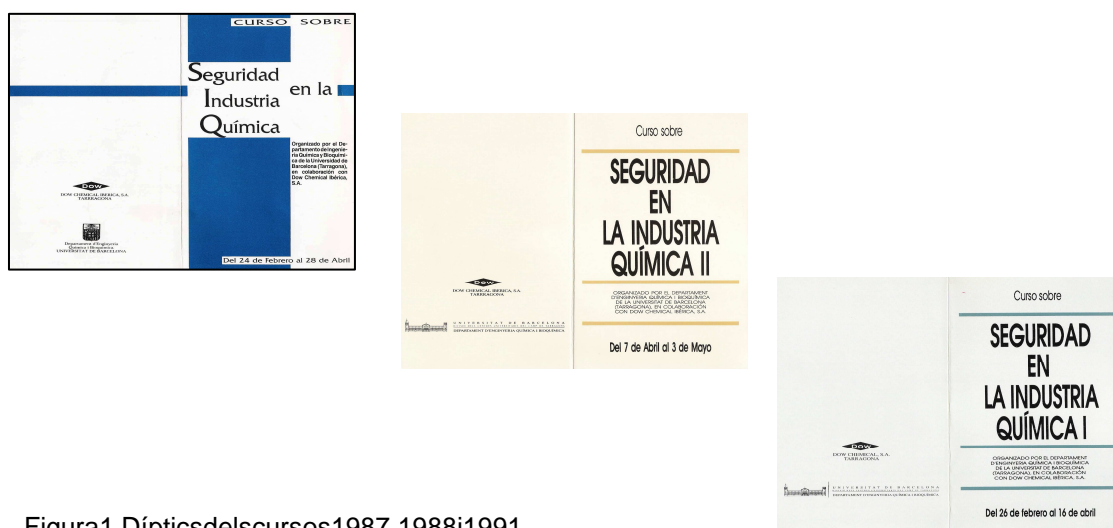 CURSO SOBRE
Seguridad
en la
Industria
Química
Organizado por el De-
partamento de Ingenie-
ría Química y Bioquími-
ca de la Universidad de
Barcelona (Tarragona),
en colaboración con
Dow Chemical Ibérica,
S.A.
Del 24 de Febrero al 28 de Abril
DOW
DOW CHEMICAL IBERICA, S.A.
TARRAGONA
Departament d'Enginyeria
Química i Bioquímica
UNIVERSITAT DE BARCELONA
Curso sobre
SEGURIDAD
EN
LA INDUSTRIA
QUÍMICA II
ORGANIZADO POR EL DEPARTAMENT
D'ENGINYERIA QUÍMICA I BIOQUÍMICA
DE LA UNIVERSITAT DE BARCELONA
(TARRAGONA), EN COLABORACIÓN
CON DOW CHEMICAL IBÉRICA, S.A.
Del 7 de Abril al 3 de Mayo
DOW
DOW CHEMICAL IBERICA, S.A.
TARRAGONA
UNIVERSITAT DE BARCELONA
DEPARTAMENT D'ENGINYERIA QUÍMICA I BIOQUÍMICA
Curso sobre
SEGURIDAD
EN
LA INDUSTRIA
QUÍMICA I
ORGANIZADO POR EL DEPARTAMENT
D'ENGINYERIA QUÍMICA I BIOQUÍMICA
DE LA UNIVERSITAT DE BARCELONA
(TARRAGONA), EN COLABORACIÓN
CON DOW CHEMICAL IBÉRICA, S.A.
Del 26 de febrero al 16 de abril
DOW
DOW CHEMICAL, S.A.
TARRAGONA
UNIVERSITAT DE BARCELONA
DEPARTAMENT D'ENGINYERIA QUÍMICA I BIOQUÍMICA
Figura1.Dípticsdelscursos1987,1988i1991